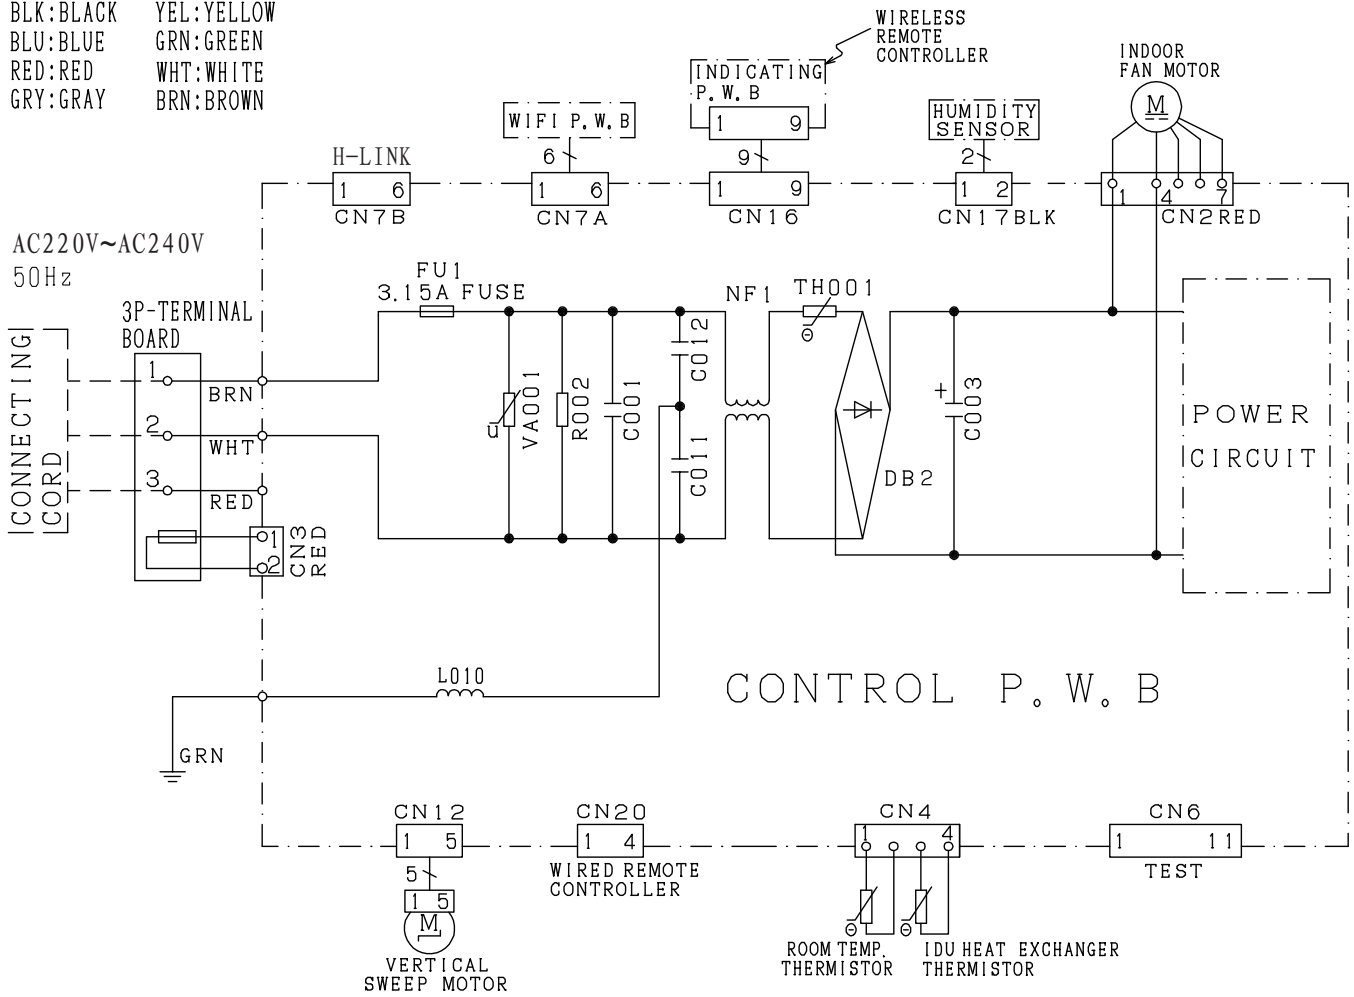 BLK:BLACK YEL:YELLOW
BLU:BLUE GRN:GREEN
RED:RED WHT:WHITE
GRY:GRAY BRN:BROWN
WIRELESS
REMOTE
CONTROLLER
INDOOR
FAN MOTOR
M
INDICATING
P.W.B
1 9
9
WIFI P.W.B
6
HUMIDITY
SENSOR
2
H-LINK
1 6
CN7B
1 6
CN7A
1 9
CN16
1 2
CN17BLK
1 4 7
CN2RED
AC220V~AC240V
50Hz
3P-TERMINAL
BOARD
CONNECTING
CORD
1
BRN
2
WHT
3
RED
1
2
CN3
RED
FU1
3.15A FUSE
u
VA001
R002
C001
C012
C011
NF1
TH001
θ
DB2
+
C003
POWER
CIRCUIT
L010
GRN
CONTROL P.W.B
CN12
1 5
5
1 5
M
VERTICAL
SWEEP MOTOR
CN20
1 4
WIRED REMOTE
CONTROLLER
CN4
1 4
θ θ
ROOM TEMP.
THERMISTOR
IDU HEAT EXCHANGER
THERMISTOR
CN6
1 11
TEST